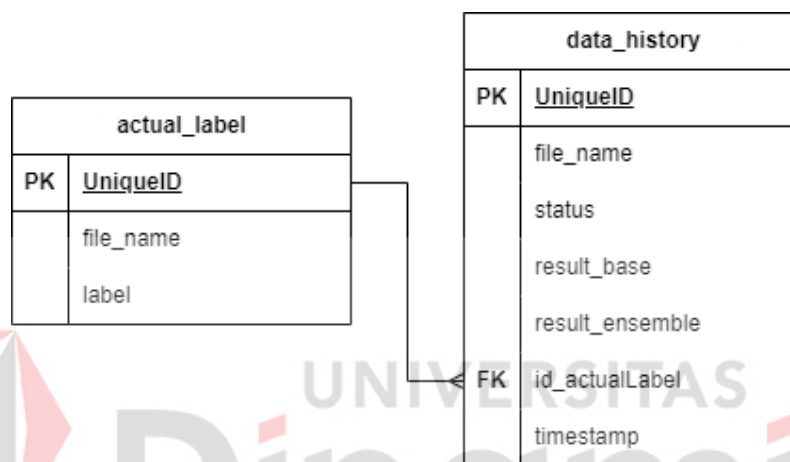 actual_label
PK UniqueID
file_name
label
data_history
PK UniqueID
file_name
status
result_base
result_ensemble
FK id_actualLabel
timestamp
UNIVERSITAS